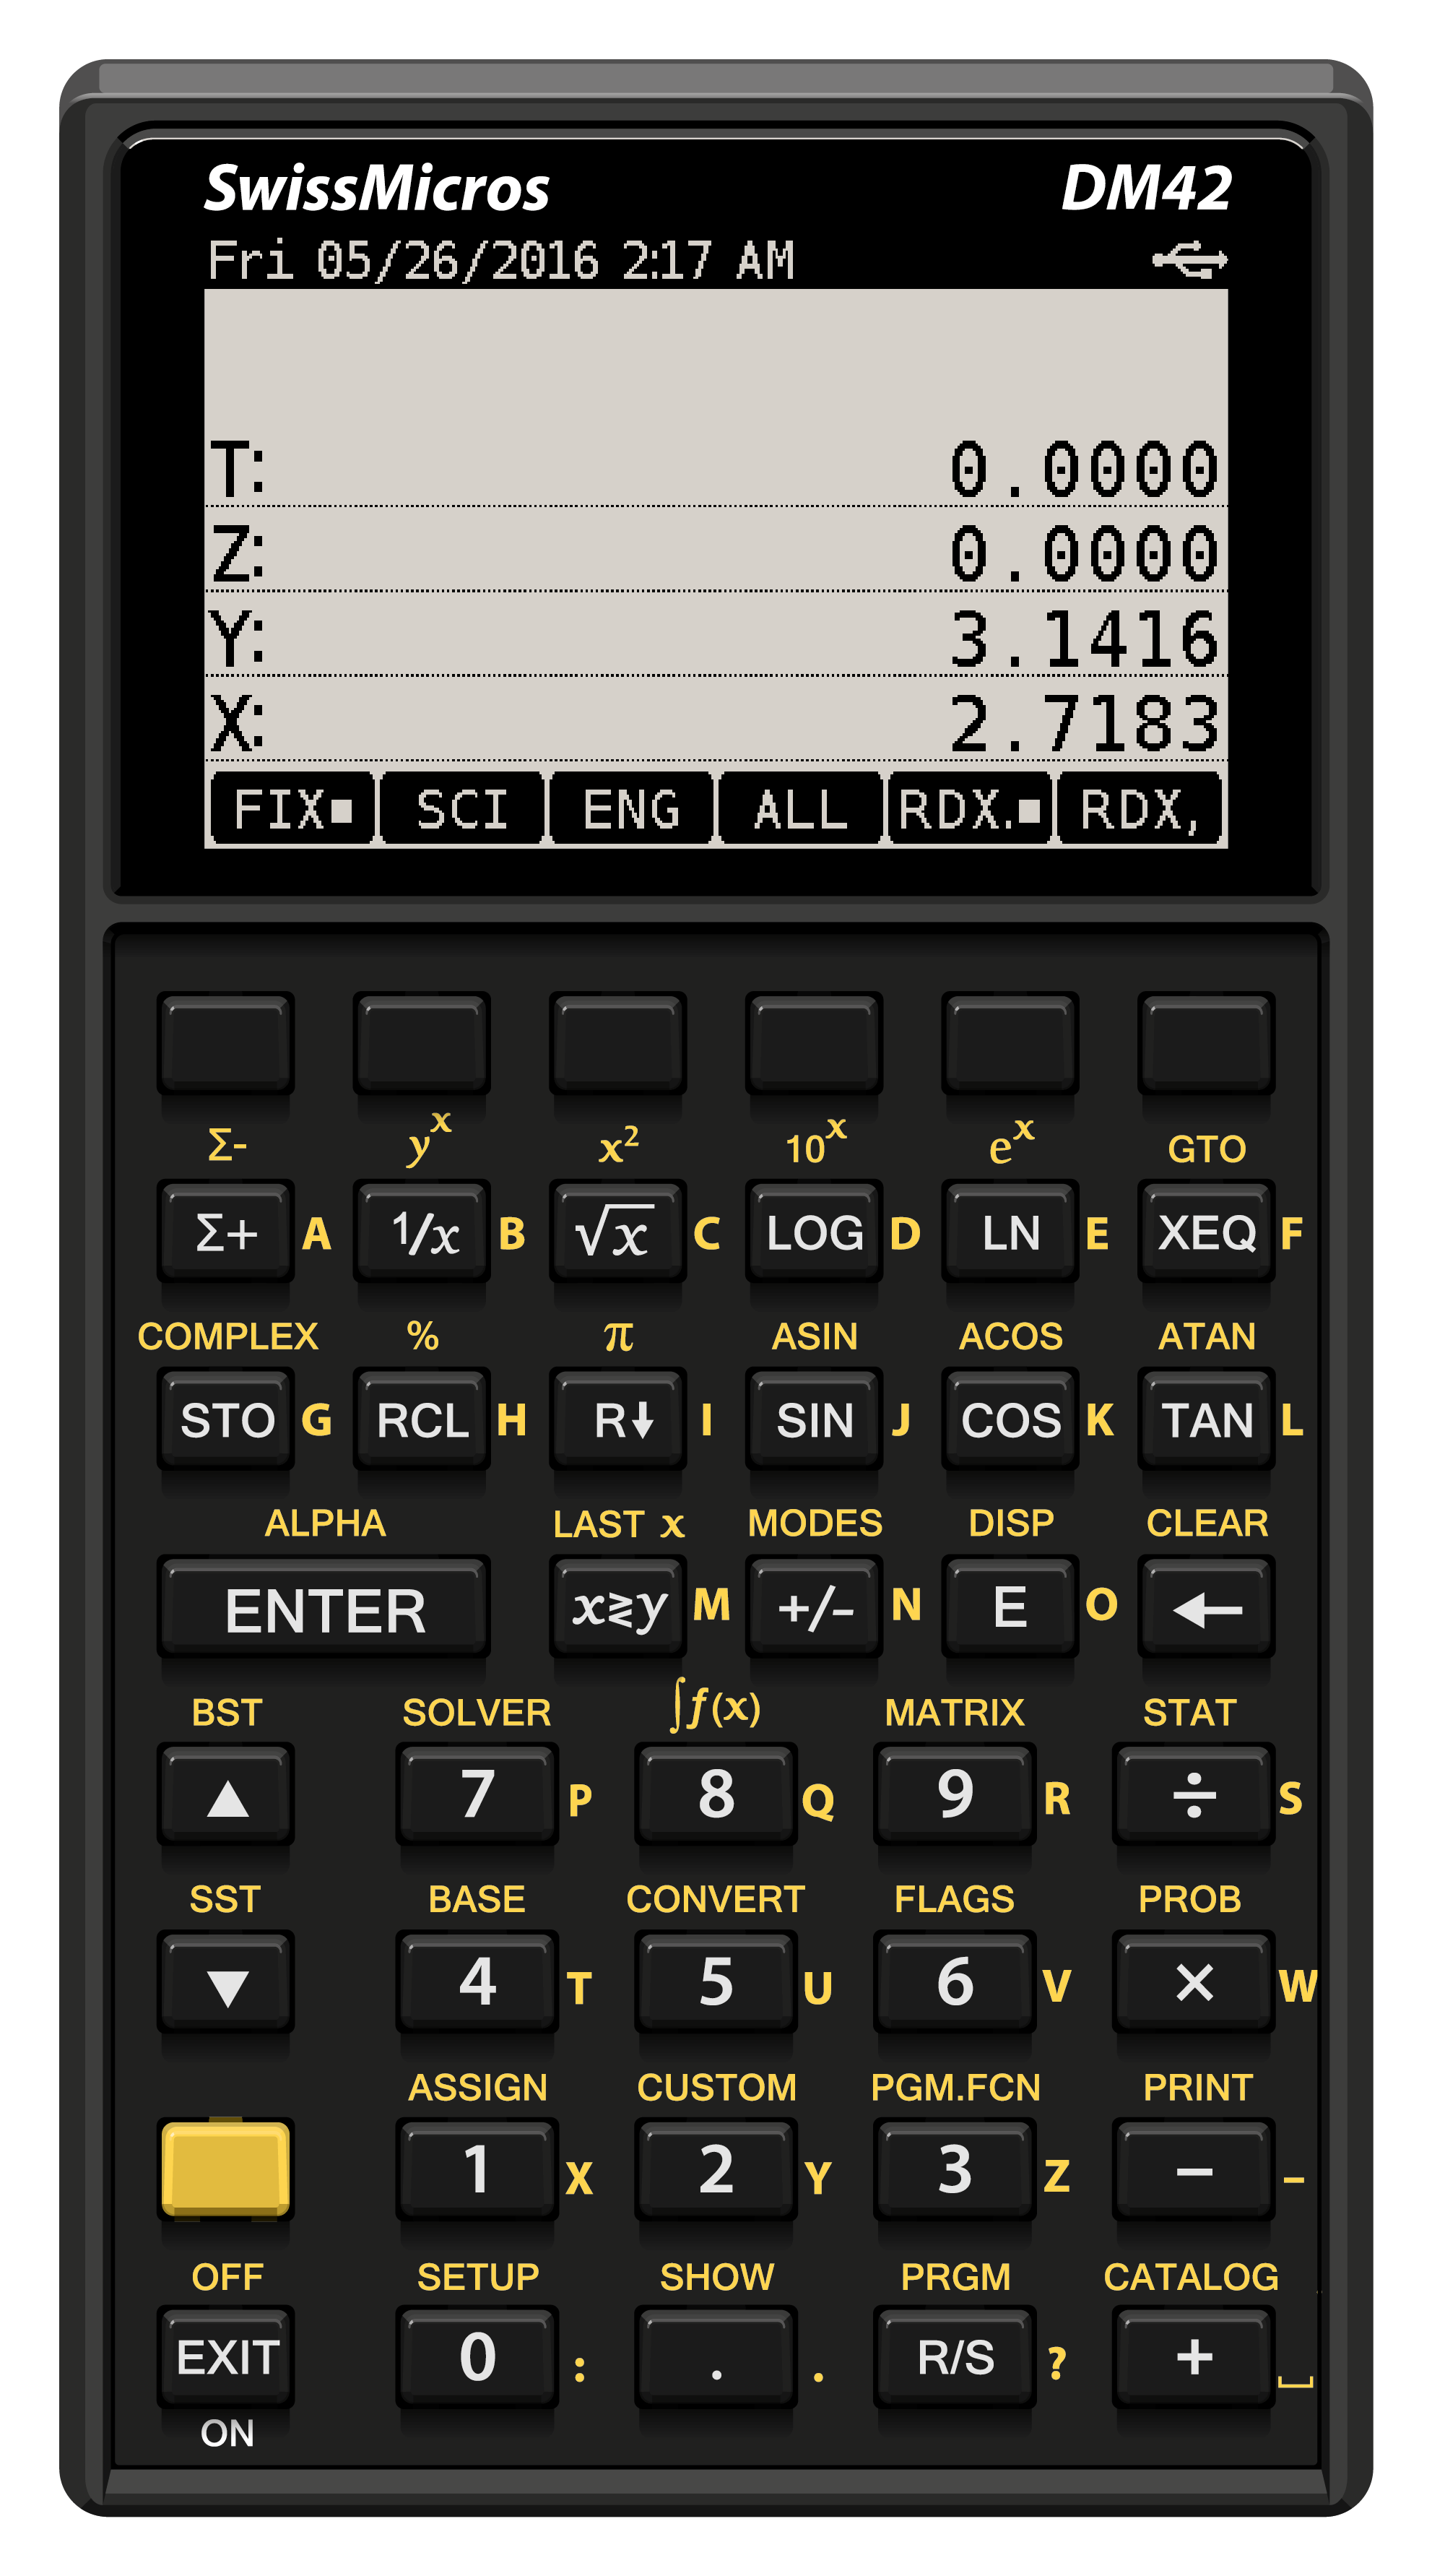 SwissMicros DM42
Fri 05/26/2016 2:17 AM
T: 0.0000
Z: 0.0000
Y: 3.1416
X: 2.7183
FIX▪ SCI ENG ALL RDX.▪ RDX,
Σ- yˣ x² 10ˣ eˣ GTO
Σ+ A 1/x B √x C LOG D LN E XEQ F
COMPLEX % π ASIN ACOS ATAN
STO G RCL H R↓ I SIN J COS K TAN L
ALPHA LAST x MODES DISP CLEAR
ENTER x≷y M +/- N E O ←
BST SOLVER ∫f(x) MATRIX STAT
▲ 7 P 8 Q 9 R ÷ S
SST BASE CONVERT FLAGS PROB
▼ 4 T 5 U 6 V × W
ASSIGN CUSTOM PGM.FCN PRINT
1 X 2 Y 3 Z − –
OFF SETUP SHOW PRGM CATALOG
EXIT 0 : . . R/S ? + ⎵
ON